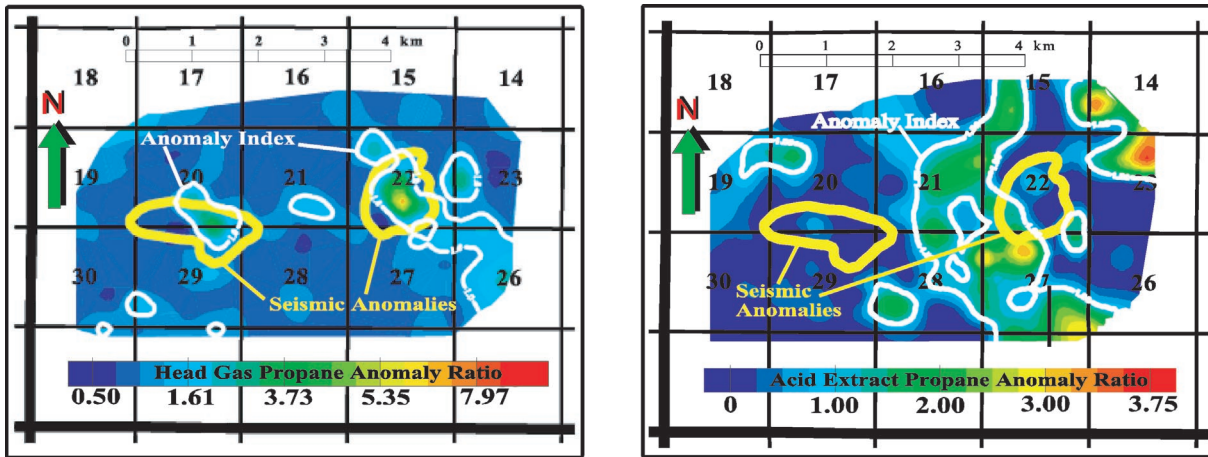 0 1 2 3 4 km
18 17 16 15 14
N
Anomaly Index
19 20 21 22 23
30 29 28 27 26
Seismic Anomalies
Head Gas Propane Anomaly Ratio
0.50 1.61 3.73 5.35 7.97
0 1 2 3 4 km
18 17 16 15 14
N
Anomaly Index
19 20 21 22 23
30 29 28 27 26
Seismic
Anomalies
Acid Extract Propane Anomaly Ratio
0 1.00 2.00 3.00 3.75